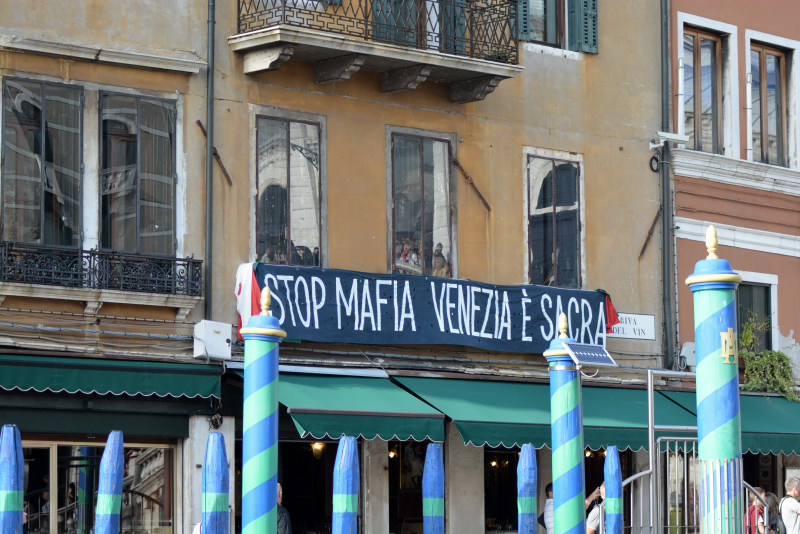 STOP MAFIA VENEZIA È SACRA
RIVA
DEL VIN